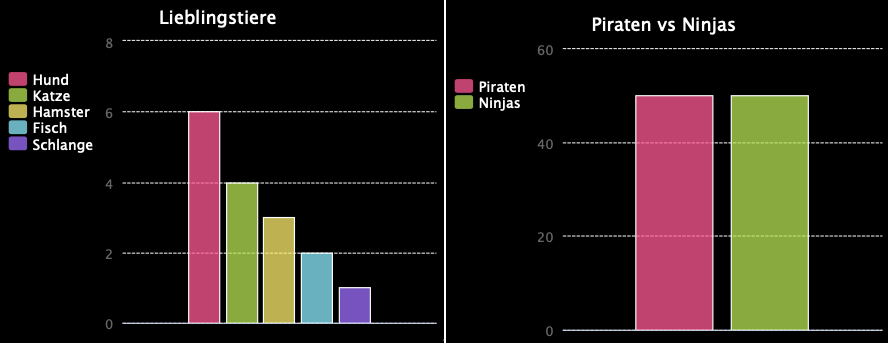 Lieblingstiere
8
6
4
2
0
Hund
Katze
Hamster
Fisch
Schlange
Piraten vs Ninjas
60
40
20
0
Piraten
Ninjas